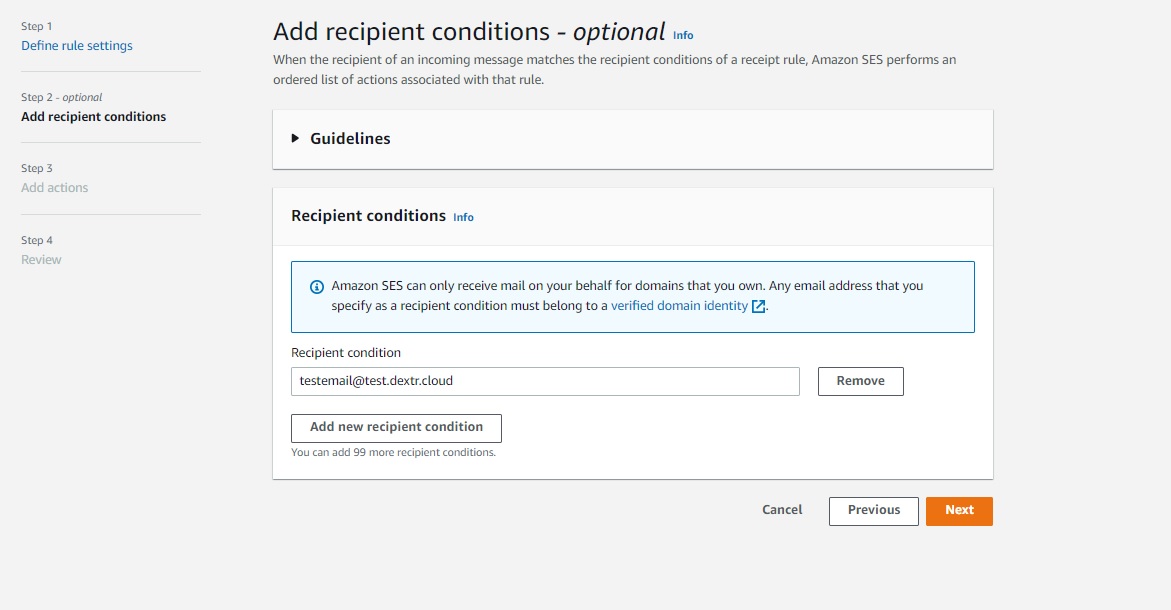 Step 1
Define rule settings
Step 2 - optional
Add recipient conditions
Step 3
Add actions
Step 4
Review
Add recipient conditions - optional Info
When the recipient of an incoming message matches the recipient conditions of a receipt rule, Amazon SES performs an
ordered list of actions associated with that rule.
Guidelines
Recipient conditions Info
Amazon SES can only receive mail on your behalf for domains that you own. Any email address that you
specify as a recipient condition must belong to a verified domain identity.
Recipient condition
testemail@test.dextr.cloud
Remove
Add new recipient condition
You can add 99 more recipient conditions.
Cancel
Previous
Next